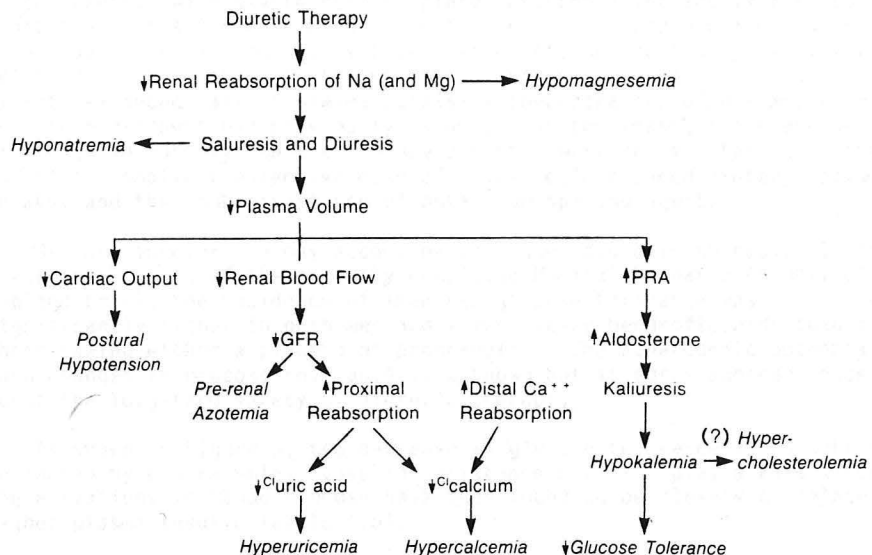 Diuretic Therapy
↓Renal Reabsorption of Na (and Mg) → Hypomagnesemia
Hyponatremia ← Saluresis and Diuresis
↓Plasma Volume
↓Cardiac Output ↓Renal Blood Flow ↑PRA
Postural
Hypotension
↓GFR
↑Aldosterone
Pre-renal
Azotemia
↑Proximal
Reabsorption
↑Distal Ca++
Reabsorption
Kaliuresis
Hypokalemia (?) → Hyper-
cholesterolemia
↓Cluric acid ↓Clcalcium
Hyperuricemia Hypercalcemia ↓Glucose Tolerance